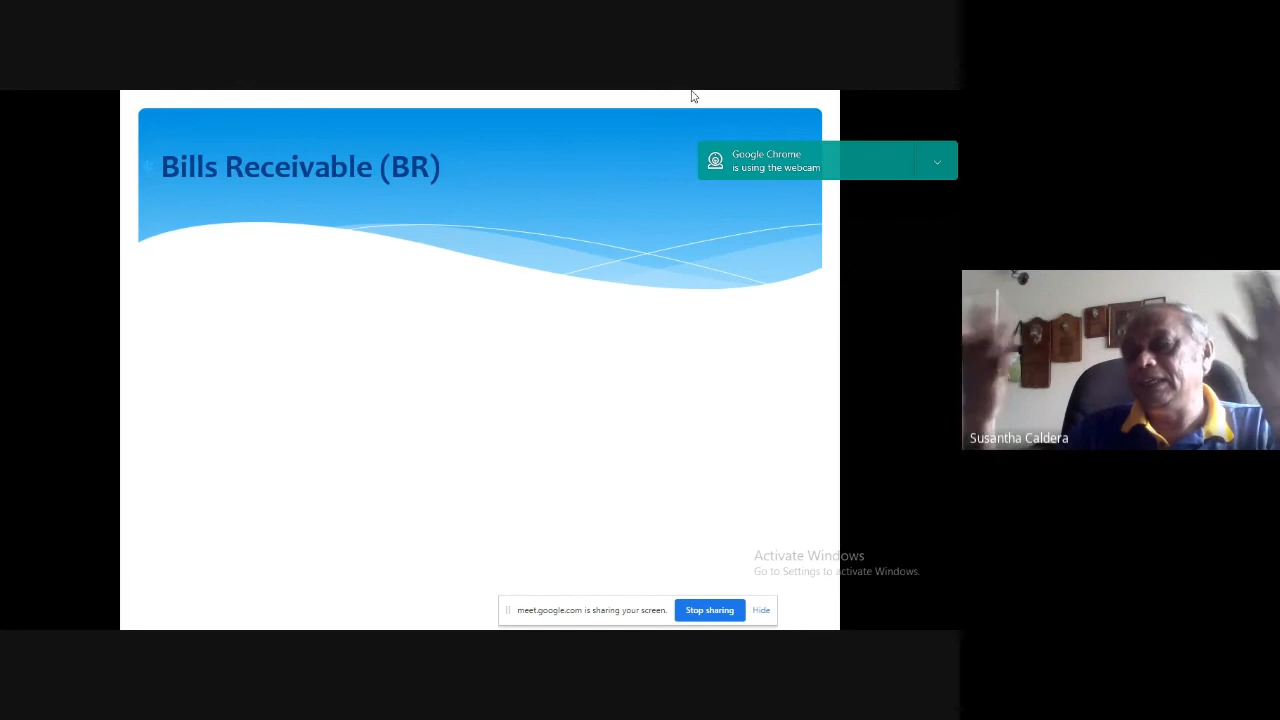 Bills Receivable (BR)
Google Chrome
is using the webcam
Susantha Caldera
Activate Windows
Go to Settings to activate Windows.
meet.google.com is sharing your screen.
Stop sharing
Hide